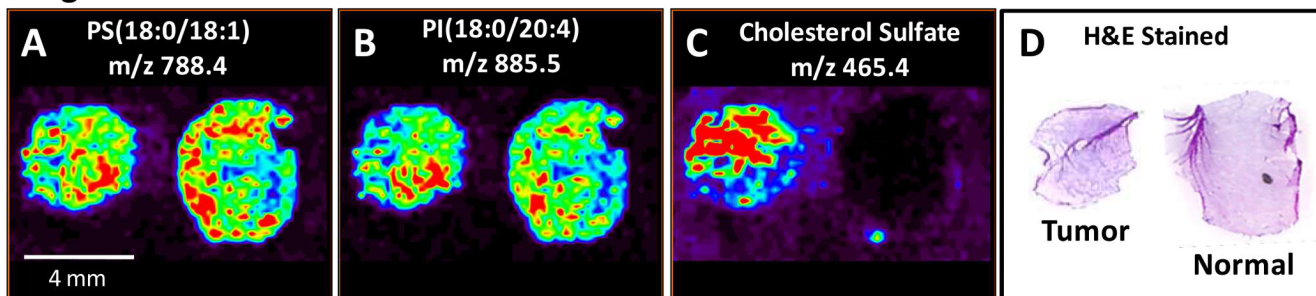 A
PS(18:0/18:1)
m/z 788.4
4 mm
B
PI(18:0/20:4)
m/z 885.5
C
Cholesterol Sulfate
m/z 465.4
D
H&E Stained
Tumor
Normal